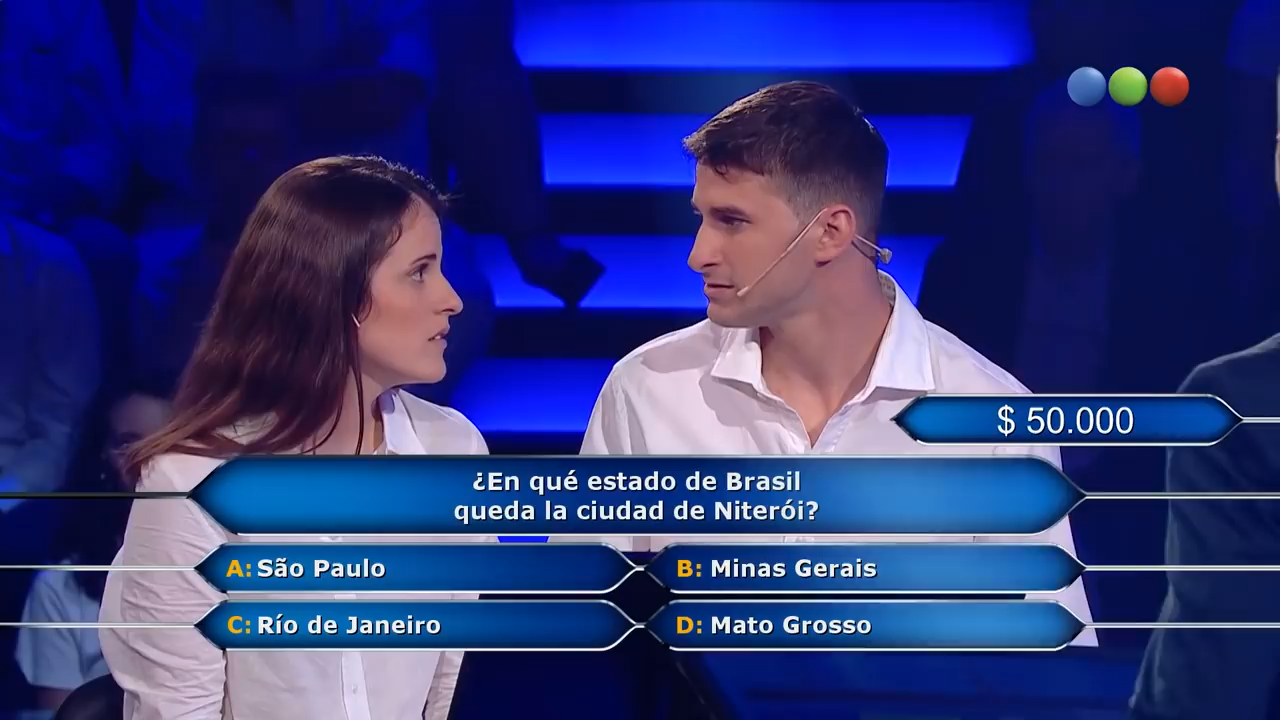 $ 50.000
¿En qué estado de Brasil
queda la ciudad de Niterói?
A: São Paulo
B: Minas Gerais
C: Río de Janeiro
D: Mato Grosso